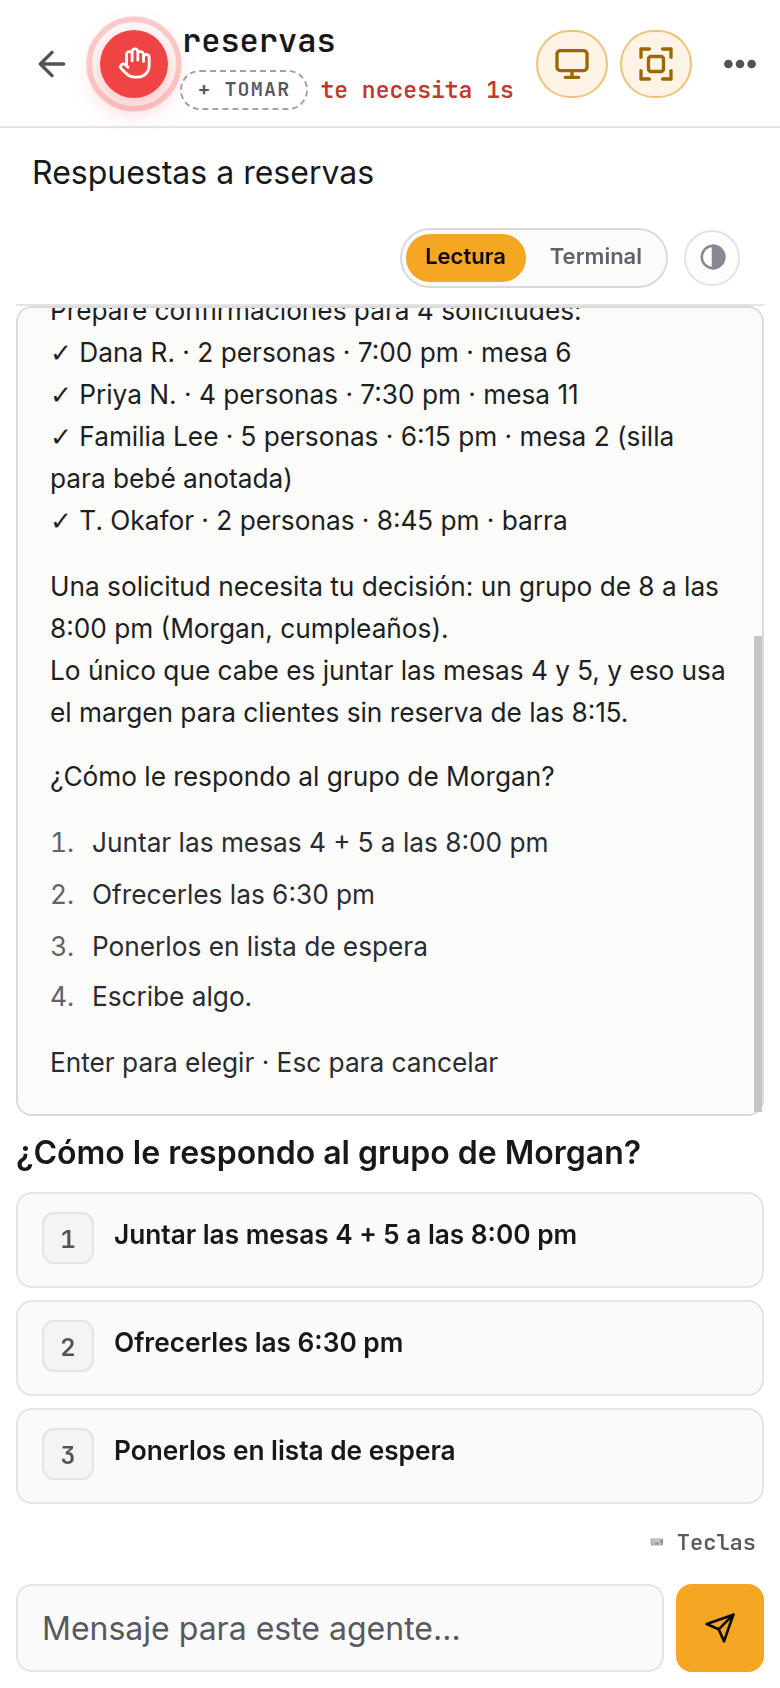 reservas
+ TOMAR te necesita 1s
Respuestas a reservas
Lectura Terminal
Preparé confirmaciones para 4 solicitudes:
✓ Dana R. · 2 personas · 7:00 pm · mesa 6
✓ Priya N. · 4 personas · 7:30 pm · mesa 11
✓ Familia Lee · 5 personas · 6:15 pm · mesa 2 (silla
para bebé anotada)
✓ T. Okafor · 2 personas · 8:45 pm · barra
Una solicitud necesita tu decisión: un grupo de 8 a las
8:00 pm (Morgan, cumpleaños).
Lo único que cabe es juntar las mesas 4 y 5, y eso usa
el margen para clientes sin reserva de las 8:15.
¿Cómo le respondo al grupo de Morgan?
1. Juntar las mesas 4 + 5 a las 8:00 pm
2. Ofrecerles las 6:30 pm
3. Ponerlos en lista de espera
4. Escribe algo.
Enter para elegir · Esc para cancelar
¿Cómo le respondo al grupo de Morgan?
1 Juntar las mesas 4 + 5 a las 8:00 pm
2 Ofrecerles las 6:30 pm
3 Ponerlos en lista de espera
Teclas
Mensaje para este agente...